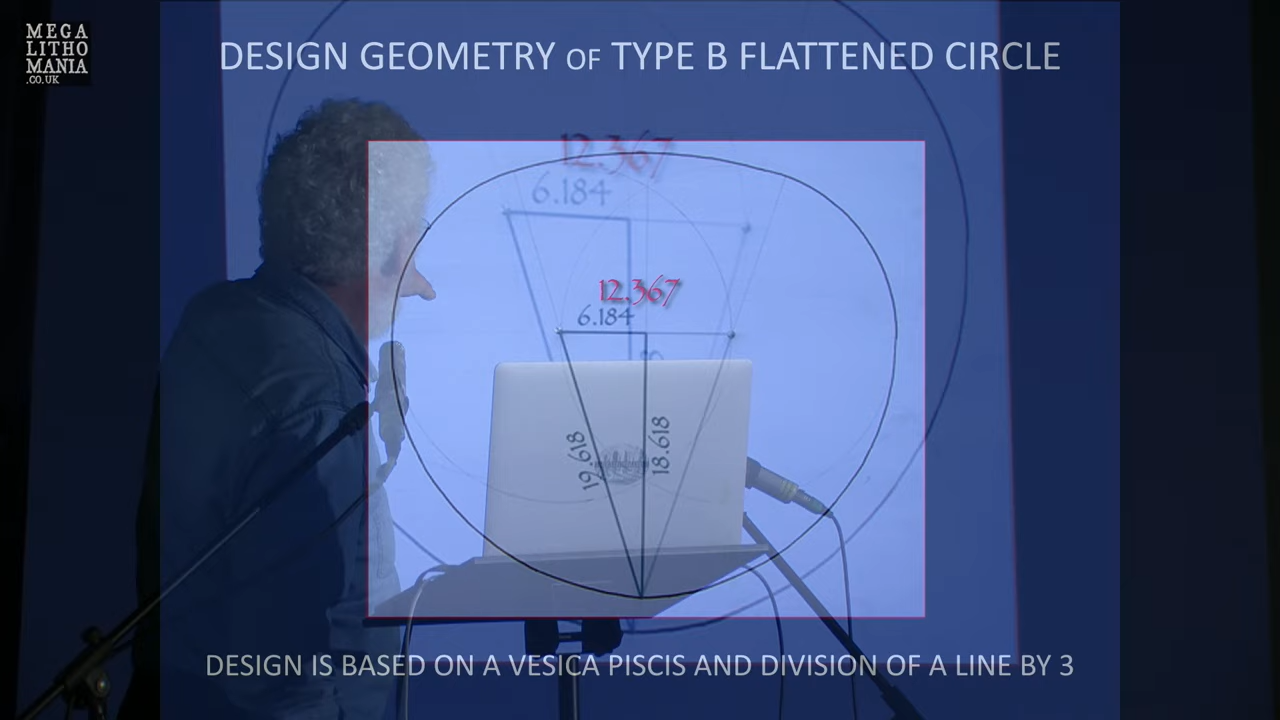 MEGA
LITHO
MANIA
.CO.UK
DESIGN GEOMETRY OF TYPE B FLATTENED CIRCLE
12.367
6.184
12.367
6.184
19.618
18.618
DESIGN IS BASED ON A VESICA PISCIS AND DIVISION OF A LINE BY 3